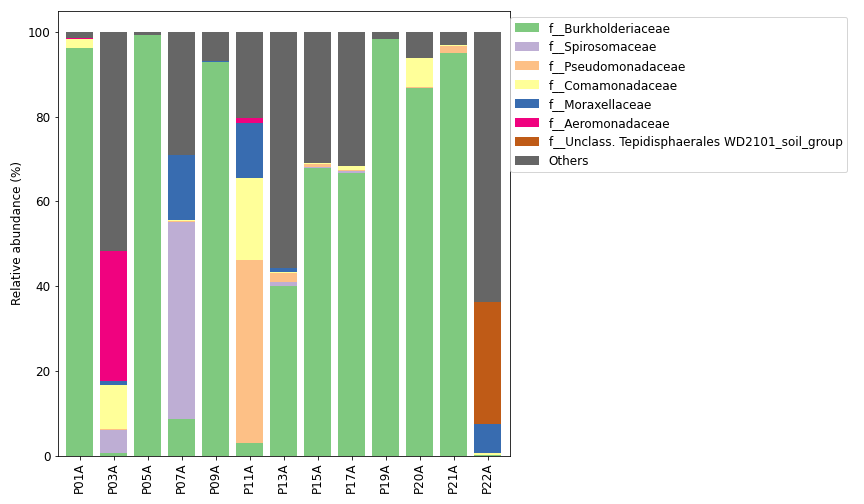 100
80
60
40
20
0
Relative abundance (%)
P01A
P03A
P05A
P07A
P09A
P11A
P13A
P15A
P17A
P19A
P20A
P21A
P22A
f__Burkholderiaceae
f__Spirosomaceae
f__Pseudomonadaceae
f__Comamonadaceae
f__Moraxellaceae
f__Aeromonadaceae
f__Unclass. Tepidisphaerales WD2101_soil_group
Others